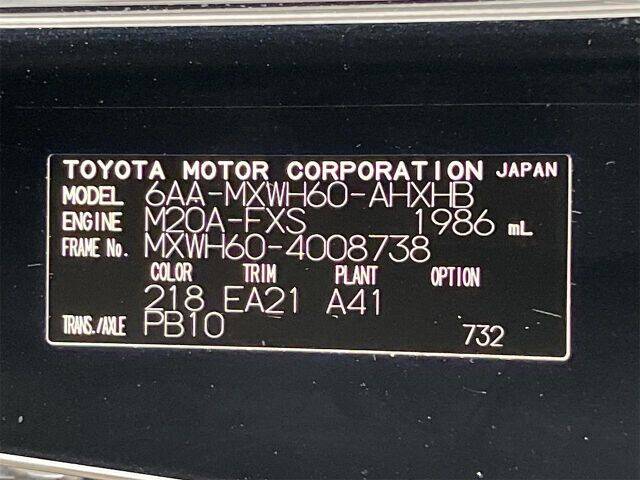 TOYOTA MOTOR CORPORATION JAPAN
MODEL 6AA-MXWH60-AHXHB
ENGINE M20A-FXS 1986 mL
FRAME No. MXWH60-4008738
COLOR TRIM PLANT OPTION
218 EA21 A41
TRANS./AXLE PB10 732